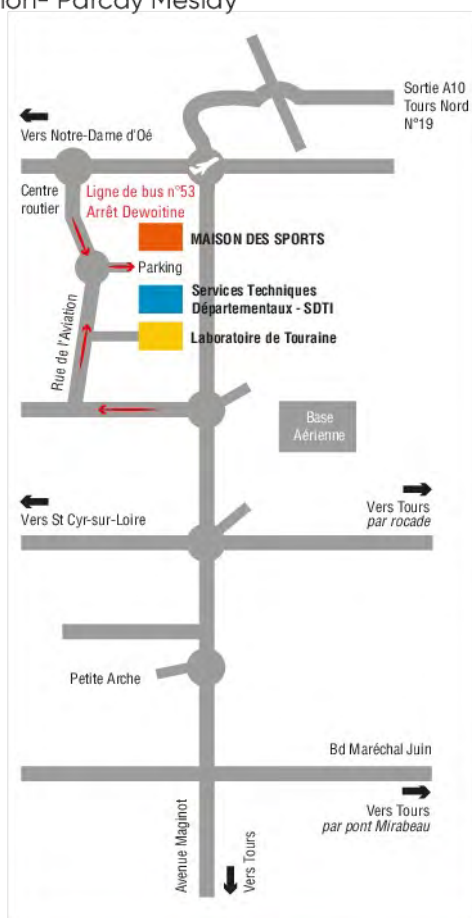 Parcay Meslay
Sortie A10
Tours Nord
N°19
Vers Notre-Dame d'Oé
Centre
routier
Ligne de bus n°53
Arrêt Dewoitine
MAISON DES SPORTS
Parking
Services Techniques
Départementaux - SDTI
Rue de l'Aviation
Laboratoire de Touraine
Base
Aérienne
Vers St Cyr-sur-Loire
Vers Tours
par rocade
Petite Arche
Bd Maréchal Juin
Vers Tours
par pont Mirabeau
Avenue Maginot
Vers Tours